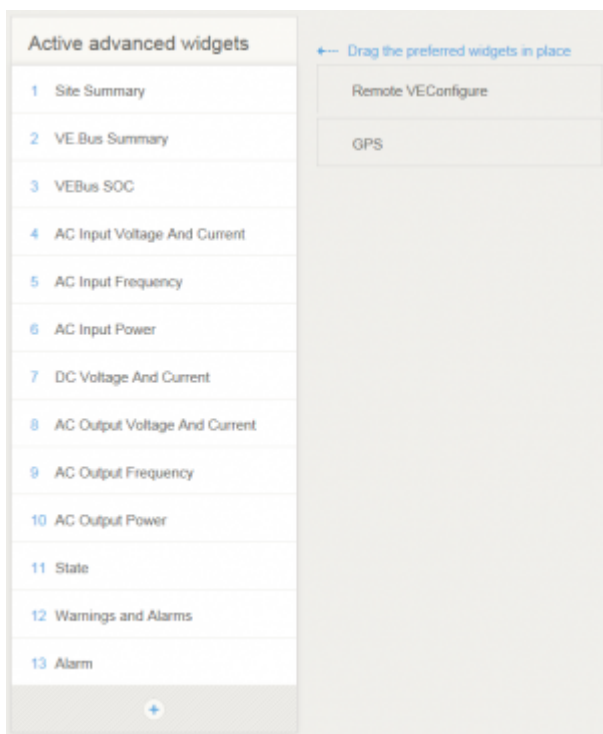 Active advanced widgets
1 Site Summary
2 VE.Bus Summary
3 VEBus SOC
4 AC Input Voltage And Current
5 AC Input Frequency
6 AC Input Power
7 DC Voltage And Current
8 AC Output Voltage And Current
9 AC Output Frequency
10 AC Output Power
11 State
12 Warnings and Alarms
13 Alarm
+
←--- Drag the preferred widgets in place
Remote VEConfigure
GPS